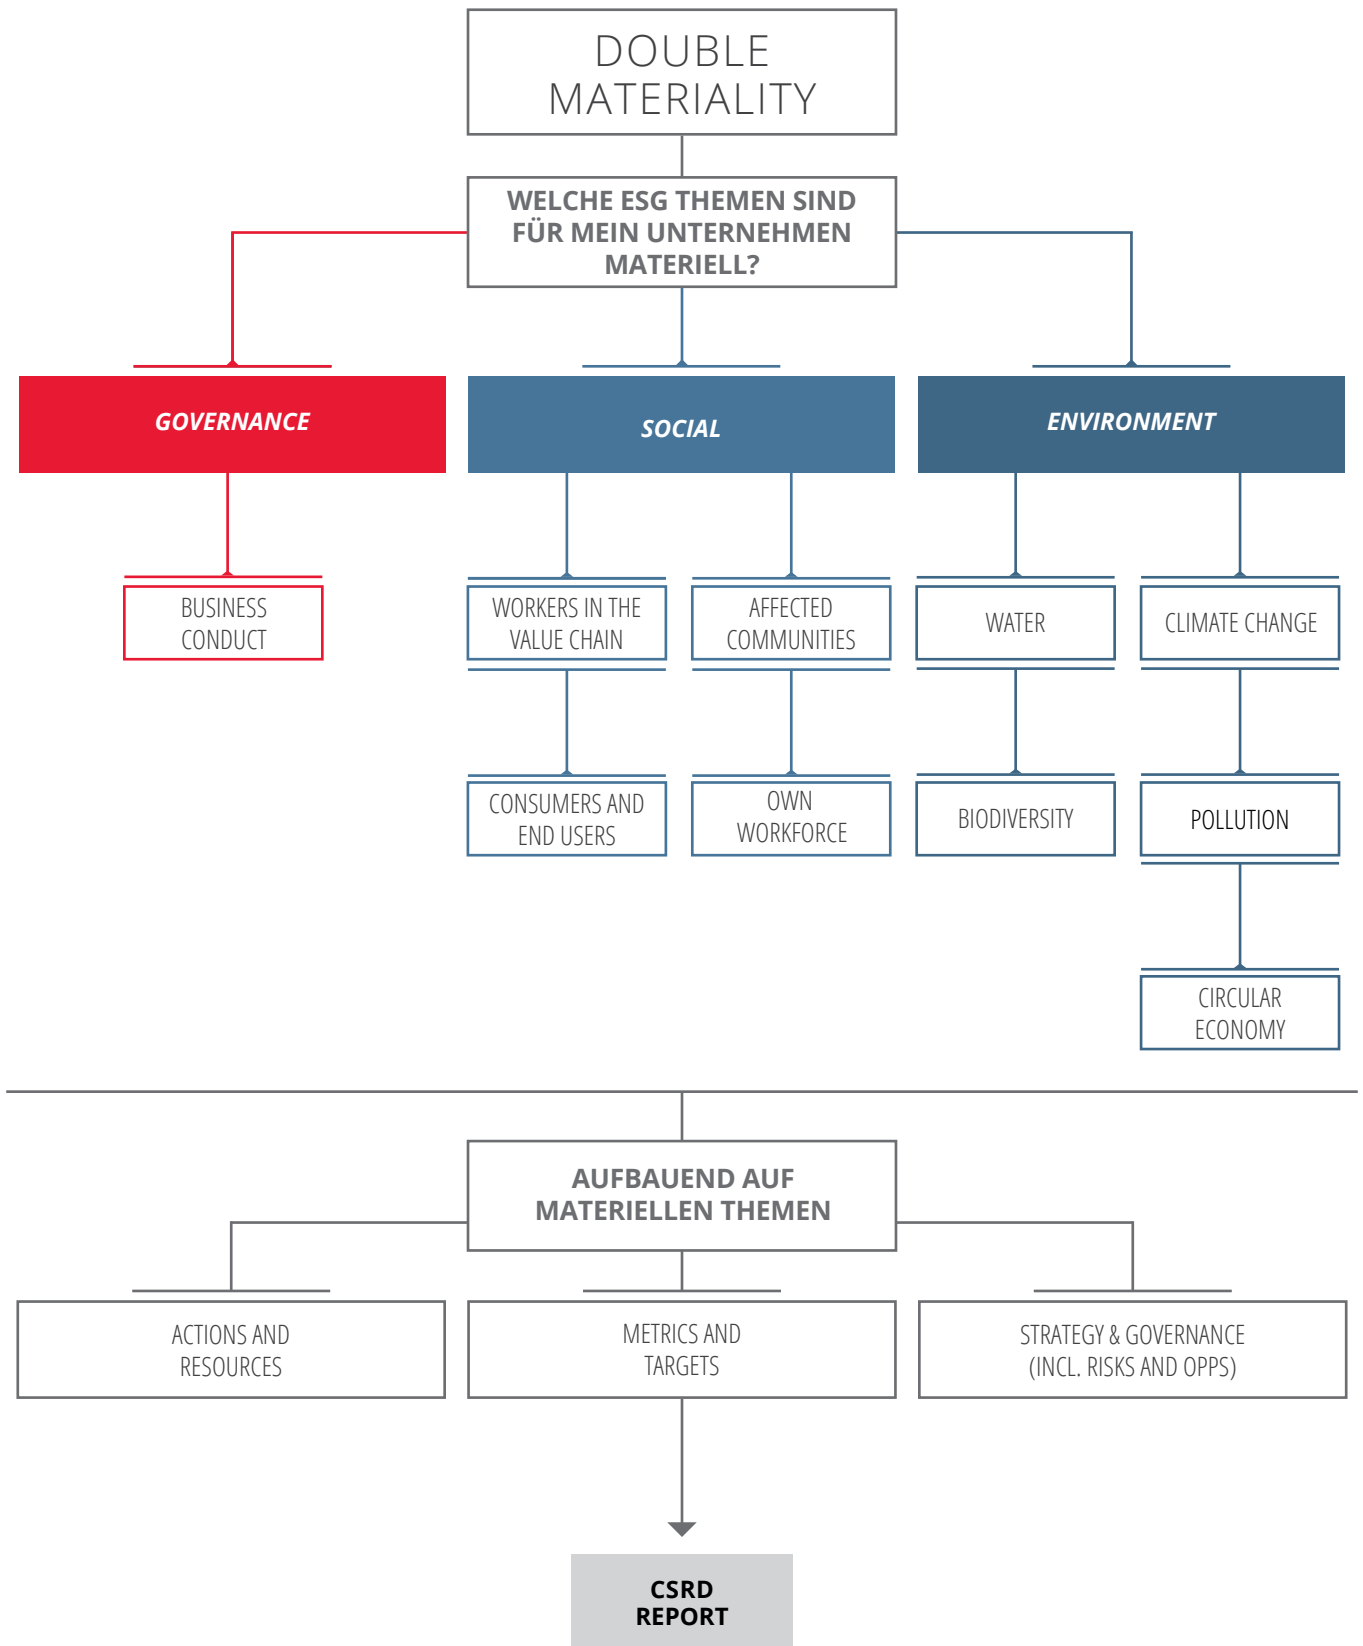 DOUBLE
MATERIALITY
WELCHE ESG THEMEN SIND
FÜR MEIN UNTERNEHMEN
MATERIELL?
GOVERNANCE
SOCIAL
ENVIRONMENT
BUSINESS
CONDUCT
WORKERS IN THE
VALUE CHAIN
AFFECTED
COMMUNITIES
WATER
CLIMATE CHANGE
CONSUMERS AND
END USERS
OWN
WORKFORCE
BIODIVERSITY
POLLUTION
CIRCULAR
ECONOMY
AUFBAUEND AUF
MATERIELLEN THEMEN
ACTIONS AND
RESOURCES
METRICS AND
TARGETS
STRATEGY & GOVERNANCE
(INCL. RISKS AND OPPS)
CSRD
REPORT